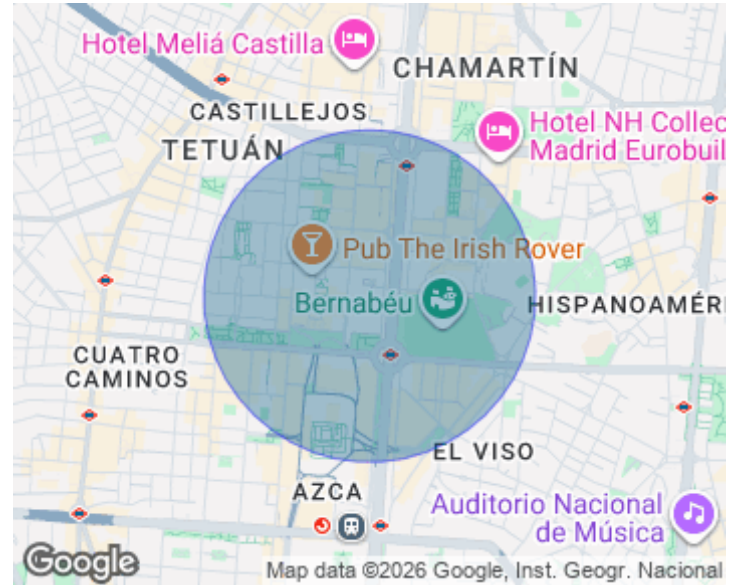 Hotel Meliá Castilla
CHAMARTÍN
CASTILLEJOS
Hotel NH Collec
Madrid Eurobuil
TETUÁN
Pub The Irish Rover
Bernabéu
HISPANOAMÉRI
CUATRO
CAMINOS
EL VISO
AZCA
Auditorio Nacional
de Música
Google
Map data ©2026 Google, Inst. Geogr. Nacional